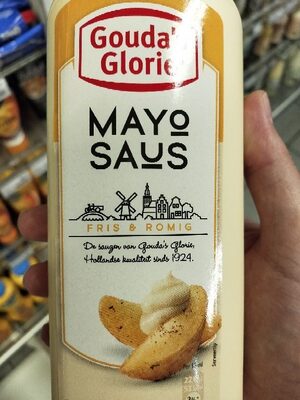 Gouda's
Glorie
MAYO
SAUS
FRIS & ROMIG
De sauzen van Gouda's Glorie,
Hollandse kwaliteit sinds 1924.